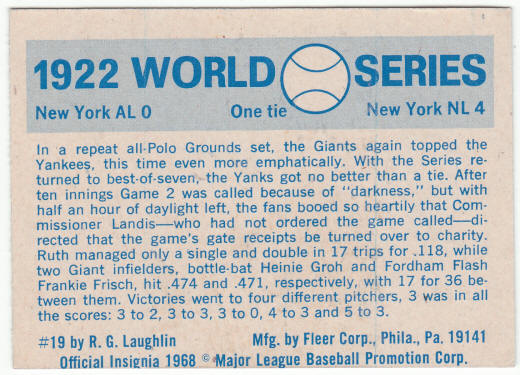 1922 WORLD SERIES
New York AL 0 One tie New York NL 4
In a repeat all-Polo Grounds set, the Giants again topped the
Yankees, this time even more emphatically. With the Series re-
turned to best-of-seven, the Yanks got no better than a tie. After
ten innings Game 2 was called because of "darkness," but with
half an hour of daylight left, the fans booed so heartily that Com-
missioner Landis—who had not ordered the game called—di-
rected that the game's gate receipts be turned over to charity.
Ruth managed only a single and double in 17 trips for .118, while
two Giant infielders, bottle-bat Heinie Groh and Fordham Flash
Frankie Frisch, hit .474 and .471, respectively, with 17 for 36 be-
tween them. Victories went to four different pitchers, 3 was in all
the scores: 3 to 2, 3 to 3, 3 to 0, 4 to 3 and 5 to 3.
#19 by R. G. Laughlin Mfg. by Fleer Corp., Phila., Pa. 19141
Official Insignia 1968 © Major League Baseball Promotion Corp.